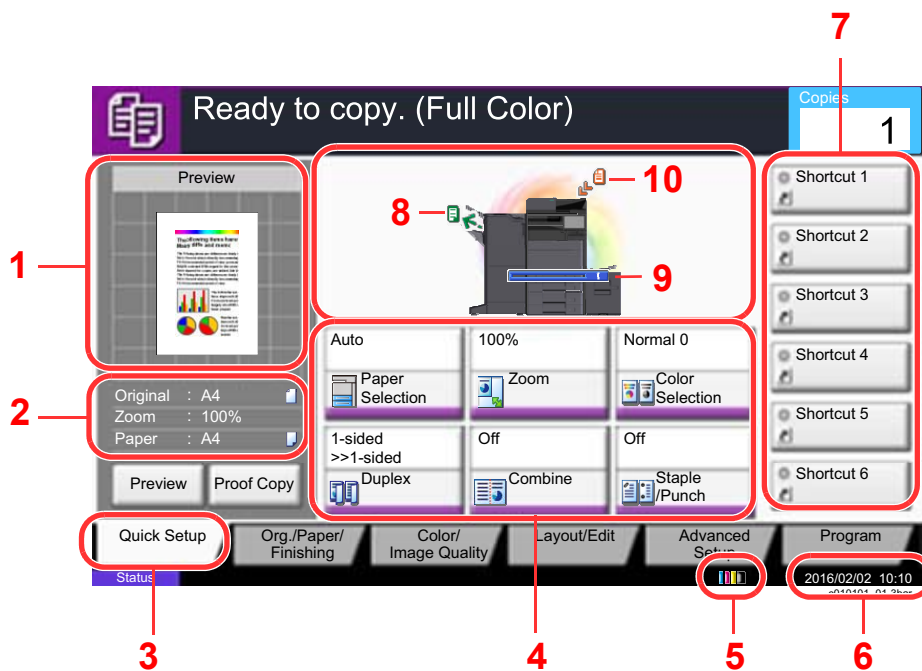 7
Ready to copy. (Full Color)
Copies
1
Preview
1
8
10
9
Shortcut 1
Shortcut 2
Shortcut 3
Shortcut 4
Shortcut 5
Shortcut 6
2
Original : A4
Zoom : 100%
Paper : A4
Preview
Proof Copy
Auto
Paper
Selection
100%
Zoom
Normal 0
Color
Selection
1-sided
>>1-sided
Duplex
Off
Combine
Off
Staple
/Punch
Quick Setup
Org./Paper/
Finishing
Color/
Image Quality
Layout/Edit
Advanced
Setup
Program
Status
2016/02/02 10:10
3
4
5
6